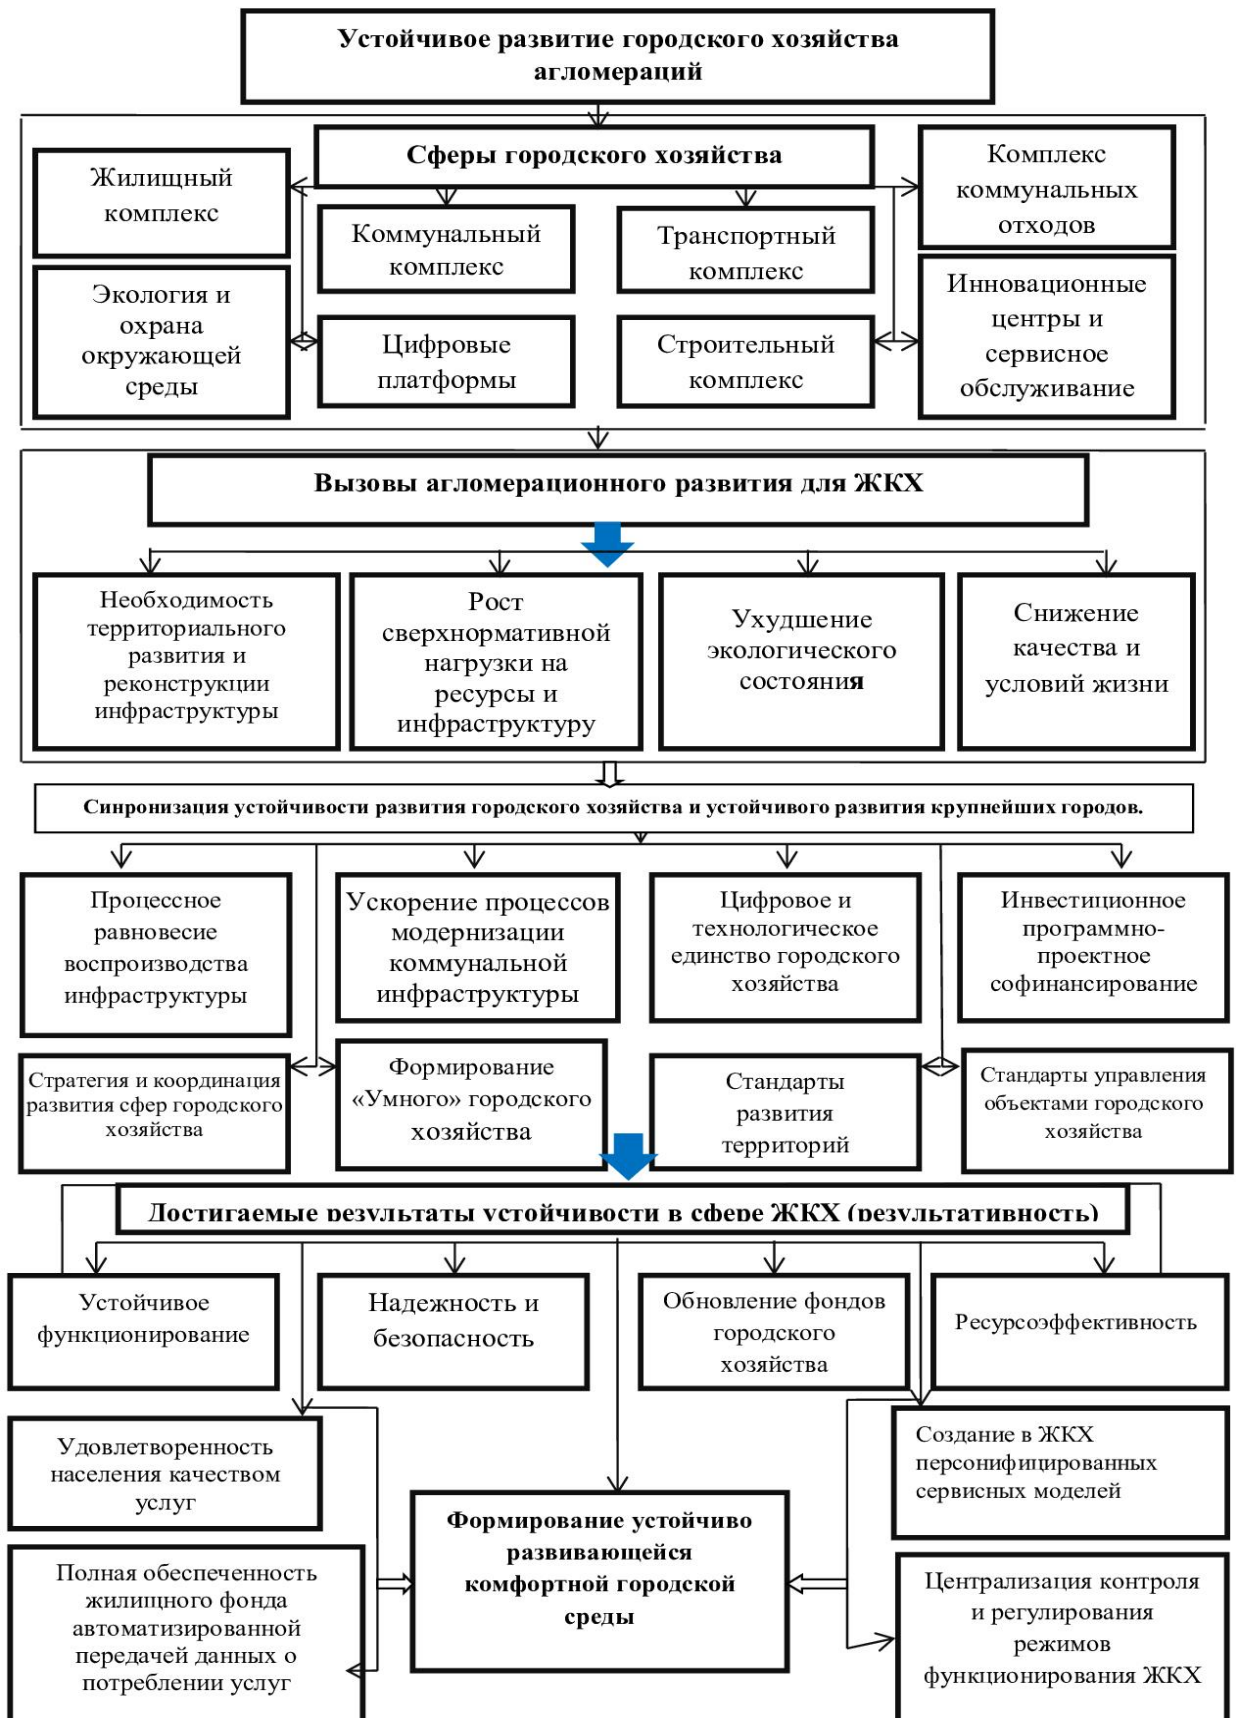 Устойчивое развитие городского хозяйства
агломераций
Сферы городского хозяйства
Жилищный
комплекс
Коммунальный
комплекс
Транспортный
комплекс
Комплекс
коммунальных
отходов
Экология и
охрана
окружающей
среды
Цифровые
платформы
Строительный
комплекс
Инновационные
центры и
сервисное
обслуживание
Вызовы агломерационного развития для ЖКХ
Необходимость
территориального
развития и
реконструкции
инфраструктуры
Рост
сверхнормативной
нагрузки на
ресурсы и
инфраструктуру
Ухудшение
экологического
состояния
Снижение
качества и
условий жизни
Синронизация устойчивости развития городского хозяйства и устойчивого развития крупнейших городов.
Процессное
равновесие
воспроизводства
инфраструктуры
Ускорение процессов
модернизации
коммунальной
инфраструктуры
Цифровое и
технологическое
единство городского
хозяйства
Инвестиционное
программно-
проектное
софинансирование
Стратегия и координация
развития сфер городского
хозяйства
Формирование
«Умного» городского
хозяйства
Стандарты
развития
территорий
Стандарты управления
объектами городского
хозяйства
Достигаемые результаты устойчивости в сфере ЖКХ (результативность)
Устойчивое
функционирование
Надежность и
безопасность
Обновление фондов
городского
хозяйства
Ресурсоэффективность
Удовлетворенность
населения качеством
услуг
Создание в ЖКХ
персонифицированных
сервисных моделей
Формирование устойчиво
развивающейся
комфортной городской
среды
Полная обеспеченность
жилищного фонда
автоматизированной
передачей данных о
потреблении услуг
Централизация контроля
и регулирования
режимов
функционирования ЖКХ